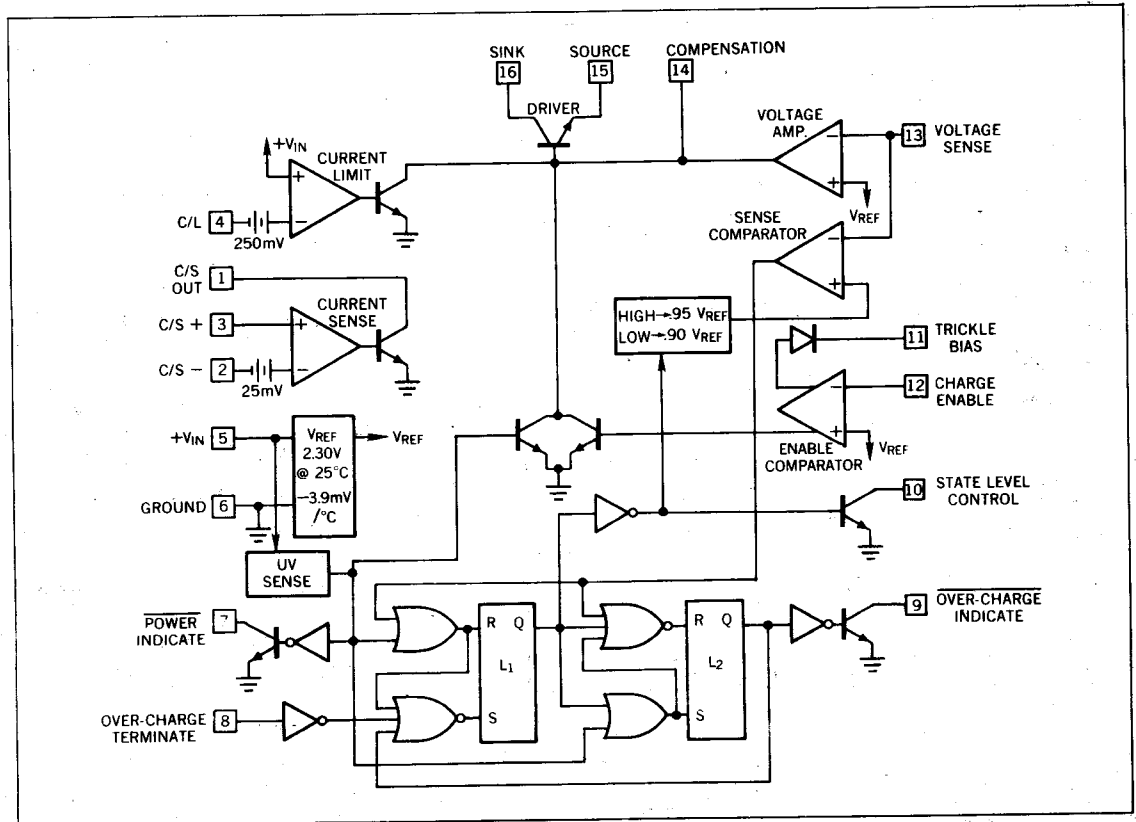 SINK
SOURCE
COMPENSATION
16
15
14
DRIVER
VOLTAGE
AMP.
13
VOLTAGE
SENSE
+VIN
CURRENT
LIMIT
+
−
C/L
4
250mV
−
+
VREF
SENSE
COMPARATOR
−
+
C/S
OUT
1
C/S +
3
C/S −
2
25mV
CURRENT
SENSE
+
−
HIGH→.95 VREF
LOW→.90 VREF
11
TRICKLE
BIAS
12
CHARGE
ENABLE
−
+
VREF
ENABLE
COMPARATOR
+VIN
5
VREF
2.30V
@ 25°C
−3.9mV
/°C
VREF
GROUND
6
10
STATE LEVEL
CONTROL
UV
SENSE
POWER
INDICATE
7
R Q
L1
S
R Q
L2
S
9
OVER-CHARGE
INDICATE
OVER-CHARGE
TERMINATE
8